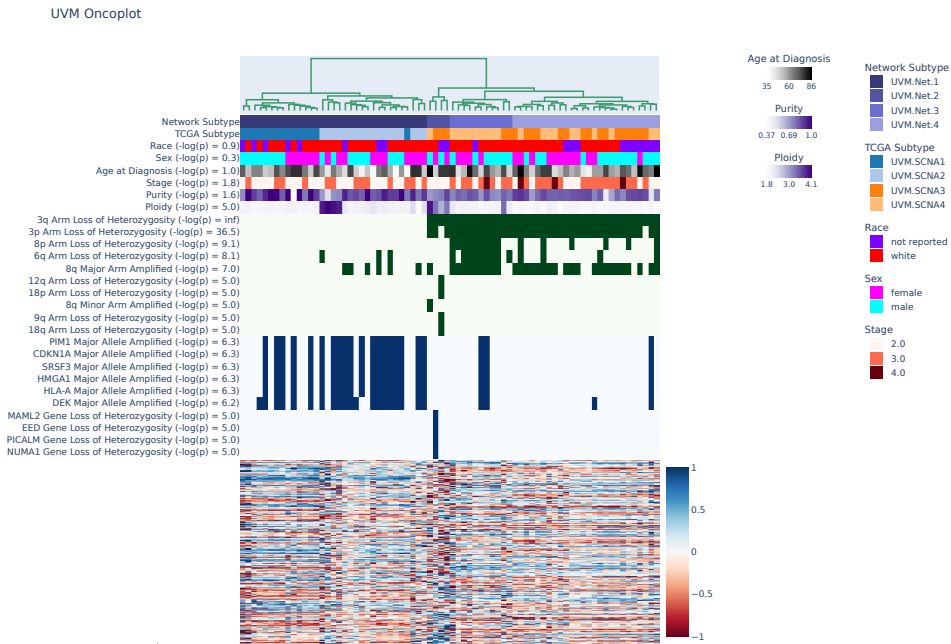 UVM Oncoplot
Network Subtype
TCGA Subtype
Race (-log(p) = 0.9)
Sex (-log(p) = 0.3)
Age at Diagnosis (-log(p) = 1.0)
Stage (-log(p) = 1.8)
Purity (-log(p) = 1.6)
Ploidy (-log(p) = 5.0)
3q Arm Loss of Heterozygosity (-log(p) = inf)
3p Arm Loss of Heterozygosity (-log(p) = 36.5)
8p Arm Loss of Heterozygosity (-log(p) = 9.1)
6q Arm Loss of Heterozygosity (-log(p) = 8.1)
8q Major Arm Amplified (-log(p) = 7.0)
12q Arm Loss of Heterozygosity (-log(p) = 5.0)
18p Arm Loss of Heterozygosity (-log(p) = 5.0)
8q Minor Arm Amplified (-log(p) = 5.0)
9q Arm Loss of Heterozygosity (-log(p) = 5.0)
18q Arm Loss of Heterozygosity (-log(p) = 5.0)
PIM1 Major Allele Amplified (-log(p) = 6.3)
CDKN1A Major Allele Amplified (-log(p) = 6.3)
SRSF3 Major Allele Amplified (-log(p) = 6.3)
HMGA1 Major Allele Amplified (-log(p) = 6.3)
HLA-A Major Allele Amplified (-log(p) = 6.3)
DEK Major Allele Amplified (-log(p) = 6.2)
MAML2 Gene Loss of Heterozygosity (-log(p) = 5.0)
EED Gene Loss of Heterozygosity (-log(p) = 5.0)
PICALM Gene Loss of Heterozygosity (-log(p) = 5.0)
NUMA1 Gene Loss of Heterozygosity (-log(p) = 5.0)
Age at Diagnosis
35 60 86
Purity
0.37 0.69 1.0
Ploidy
1.8 3.0 4.1
Network Subtype
UVM.Net.1
UVM.Net.2
UVM.Net.3
UVM.Net.4
TCGA Subtype
UVM.SCNA1
UVM.SCNA2
UVM.SCNA3
UVM.SCNA4
Race
not reported
white
Sex
female
male
Stage
2.0
3.0
4.0
1
0.5
0
−0.5
−1